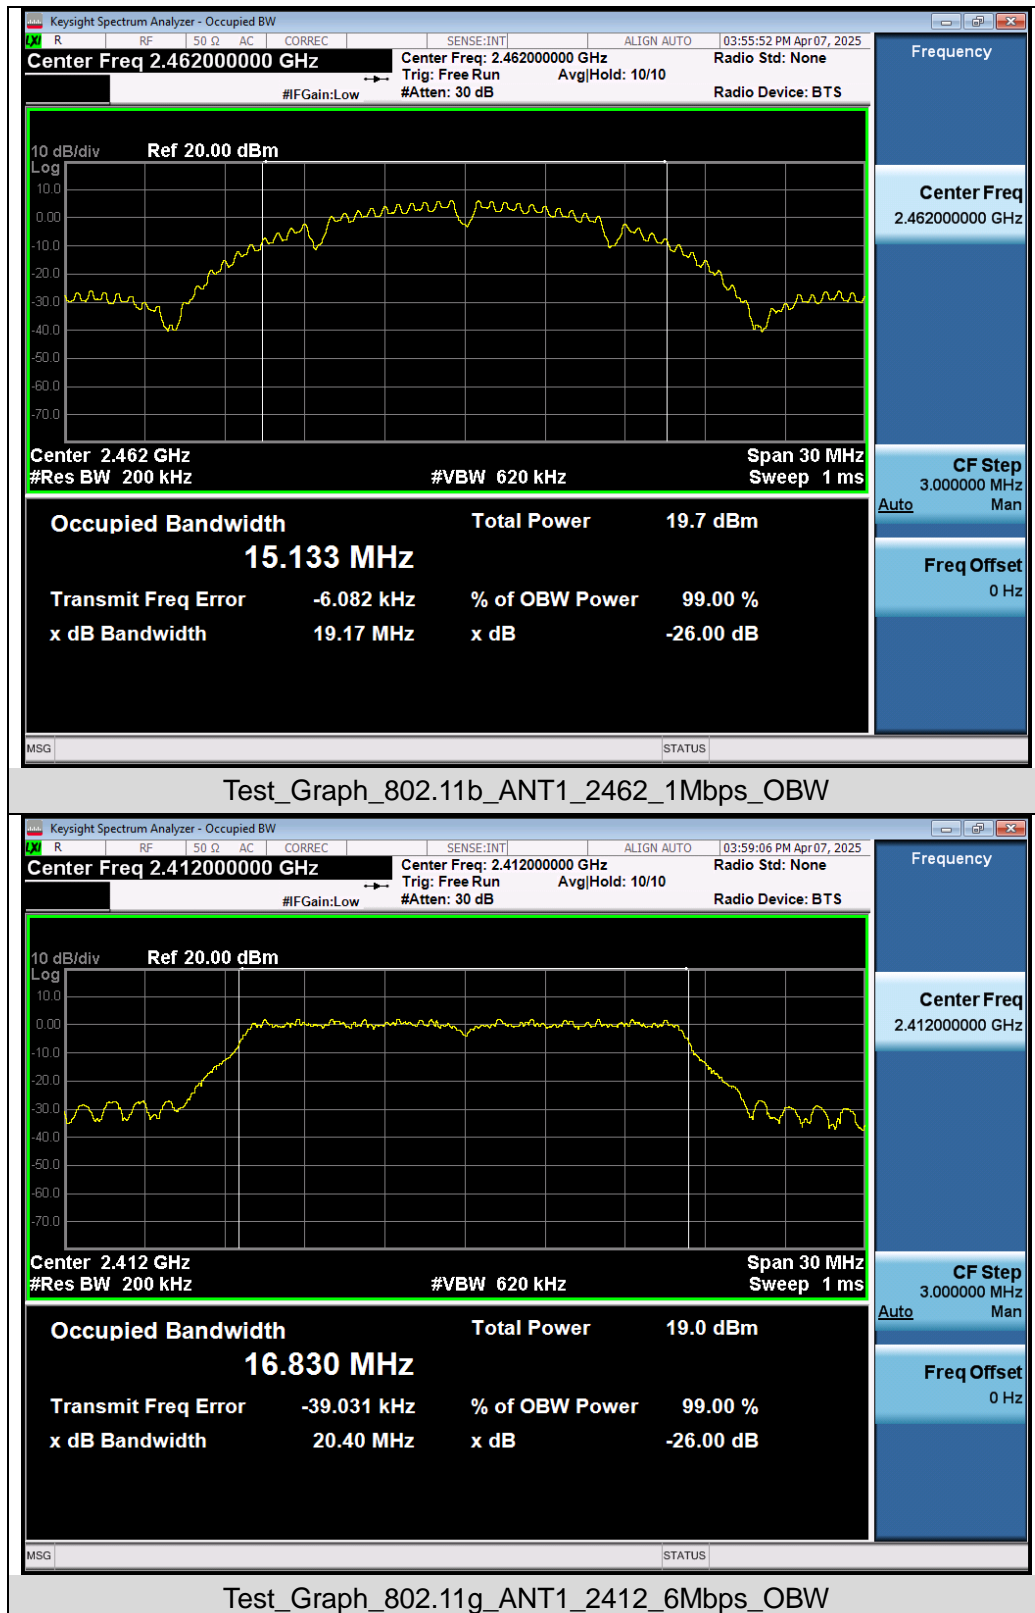 Keysight Spectrum Analyzer - Occupied BW
LXI R RF 50 Ω AC CORREC SENSE:INT ALIGN AUTO 03:55:52 PM Apr 07, 2025
Center Freq 2.462000000 GHz
Center Freq: 2.462000000 GHz Radio Std: None
Trig: Free Run Avg|Hold: 10/10
#IFGain:Low #Atten: 30 dB Radio Device: BTS
10 dB/div Ref 20.00 dBm
Log
10.0
0.00
-10.0
-20.0
-30.0
-40.0
-50.0
-60.0
-70.0
Center 2.462 GHz Span 30 MHz
#Res BW 200 kHz #VBW 620 kHz Sweep 1 ms
Occupied Bandwidth Total Power 19.7 dBm
15.133 MHz
Transmit Freq Error -6.082 kHz % of OBW Power 99.00 %
x dB Bandwidth 19.17 MHz x dB -26.00 dB
MSG STATUS
Frequency
Center Freq
2.462000000 GHz
CF Step
3.000000 MHz
Auto Man
Freq Offset
0 Hz
Test_Graph_802.11b_ANT1_2462_1Mbps_OBW
Keysight Spectrum Analyzer - Occupied BW
LXI R RF 50 Ω AC CORREC SENSE:INT ALIGN AUTO 03:59:06 PM Apr 07, 2025
Center Freq 2.412000000 GHz
Center Freq: 2.412000000 GHz Radio Std: None
Trig: Free Run Avg|Hold: 10/10
#IFGain:Low #Atten: 30 dB Radio Device: BTS
10 dB/div Ref 20.00 dBm
Log
10.0
0.00
-10.0
-20.0
-30.0
-40.0
-50.0
-60.0
-70.0
Center 2.412 GHz Span 30 MHz
#Res BW 200 kHz #VBW 620 kHz Sweep 1 ms
Occupied Bandwidth Total Power 19.0 dBm
16.830 MHz
Transmit Freq Error -39.031 kHz % of OBW Power 99.00 %
x dB Bandwidth 20.40 MHz x dB -26.00 dB
MSG STATUS
Frequency
Center Freq
2.412000000 GHz
CF Step
3.000000 MHz
Auto Man
Freq Offset
0 Hz
Test_Graph_802.11g_ANT1_2412_6Mbps_OBW